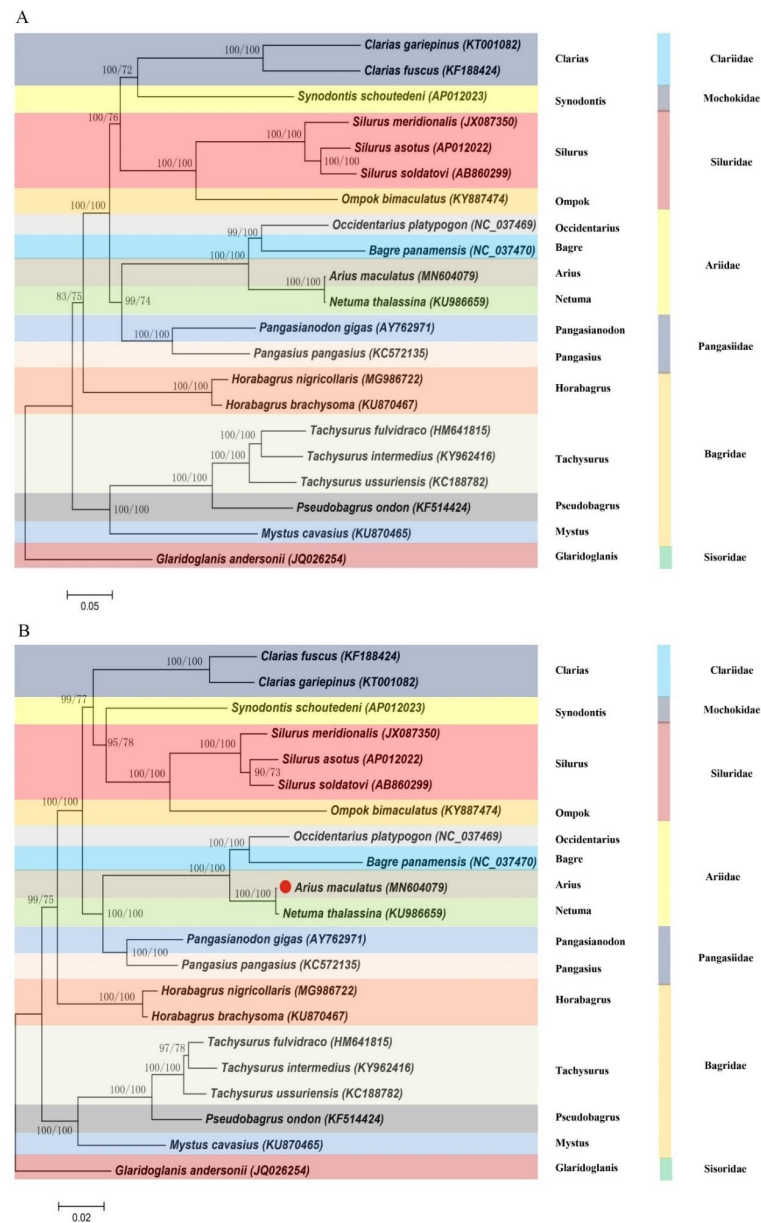 A
100/100 Clarias gariepinus (KT001082)
100/72 Clarias Clariidae
Clarias fuscus (KF188424)
Synodontis schoutedeni (AP012023) Synodontis Mochokidae
100/76
Silurus meridionalis (JX087350)
100/100
Silurus asotus (AP012022) Silurus Siluridae
100/100 100/100
Silurus soldatovi (AB860299)
Ompok bimaculatus (KY887474) Ompok
100/100
Occidentarius platypogon (NC_037469) Occidentarius
99/100
Bagre panamensis (NC_037470) Bagre
100/100 Ariidae
Arius maculatus (MN604079) Arius
100/100
83/75 99/74 Netuma thalassina (KU986659) Netuma
Pangasianodon gigas (AY762971) Pangasianodon
100/100 Pangasiidae
Pangasius pangasius (KC572135) Pangasius
Horabagrus nigricollaris (MG986722) Horabagrus
100/100
Horabagrus brachysoma (KU870467)
Tachysurus fulvidraco (HM641815)
100/100
Tachysurus intermedius (KY962416) Tachysurus Bagridae
100/100
100/100 Tachysurus ussuriensis (KC188782)
Pseudobagrus ondon (KF514424) Pseudobagrus
100/100
Mystus cavasius (KU870465) Mystus
Glaridoglanis andersonii (JQ026254) Glaridoglanis Sisoridae
0.05
B
Clarias fuscus (KF188424)
100/100 Clarias Clariidae
Clarias gariepinus (KT001082)
99/77
Synodontis schoutedeni (AP012023) Synodontis Mochokidae
Silurus meridionalis (JX087350)
95/78 100/100
Silurus asotus (AP012022) Silurus Siluridae
100/100 90/73
Silurus soldatovi (AB860299)
100/100 Ompok bimaculatus (KY887474) Ompok
Occidentarius platypogon (NC_037469) Occidentarius
100/100
Bagre panamensis (NC_037470) Bagre
100/100 Ariidae
Arius maculatus (MN604079) Arius
99/75 100/100
Netuma thalassina (KU986659) Netuma
100/100
Pangasianodon gigas (AY762971) Pangasianodon
100/100 Pangasiidae
Pangasius pangasius (KC572135) Pangasius
Horabagrus nigricollaris (MG986722) Horabagrus
100/100
Horabagrus brachysoma (KU870467)
Tachysurus fulvidraco (HM641815)
97/78
100/100 Tachysurus intermedius (KY962416) Tachysurus Bagridae
100/100 Tachysurus ussuriensis (KC188782)
Pseudobagrus ondon (KF514424) Pseudobagrus
100/100
Mystus cavasius (KU870465) Mystus
Glaridoglanis andersonii (JQ026254) Glaridoglanis Sisoridae
0.02